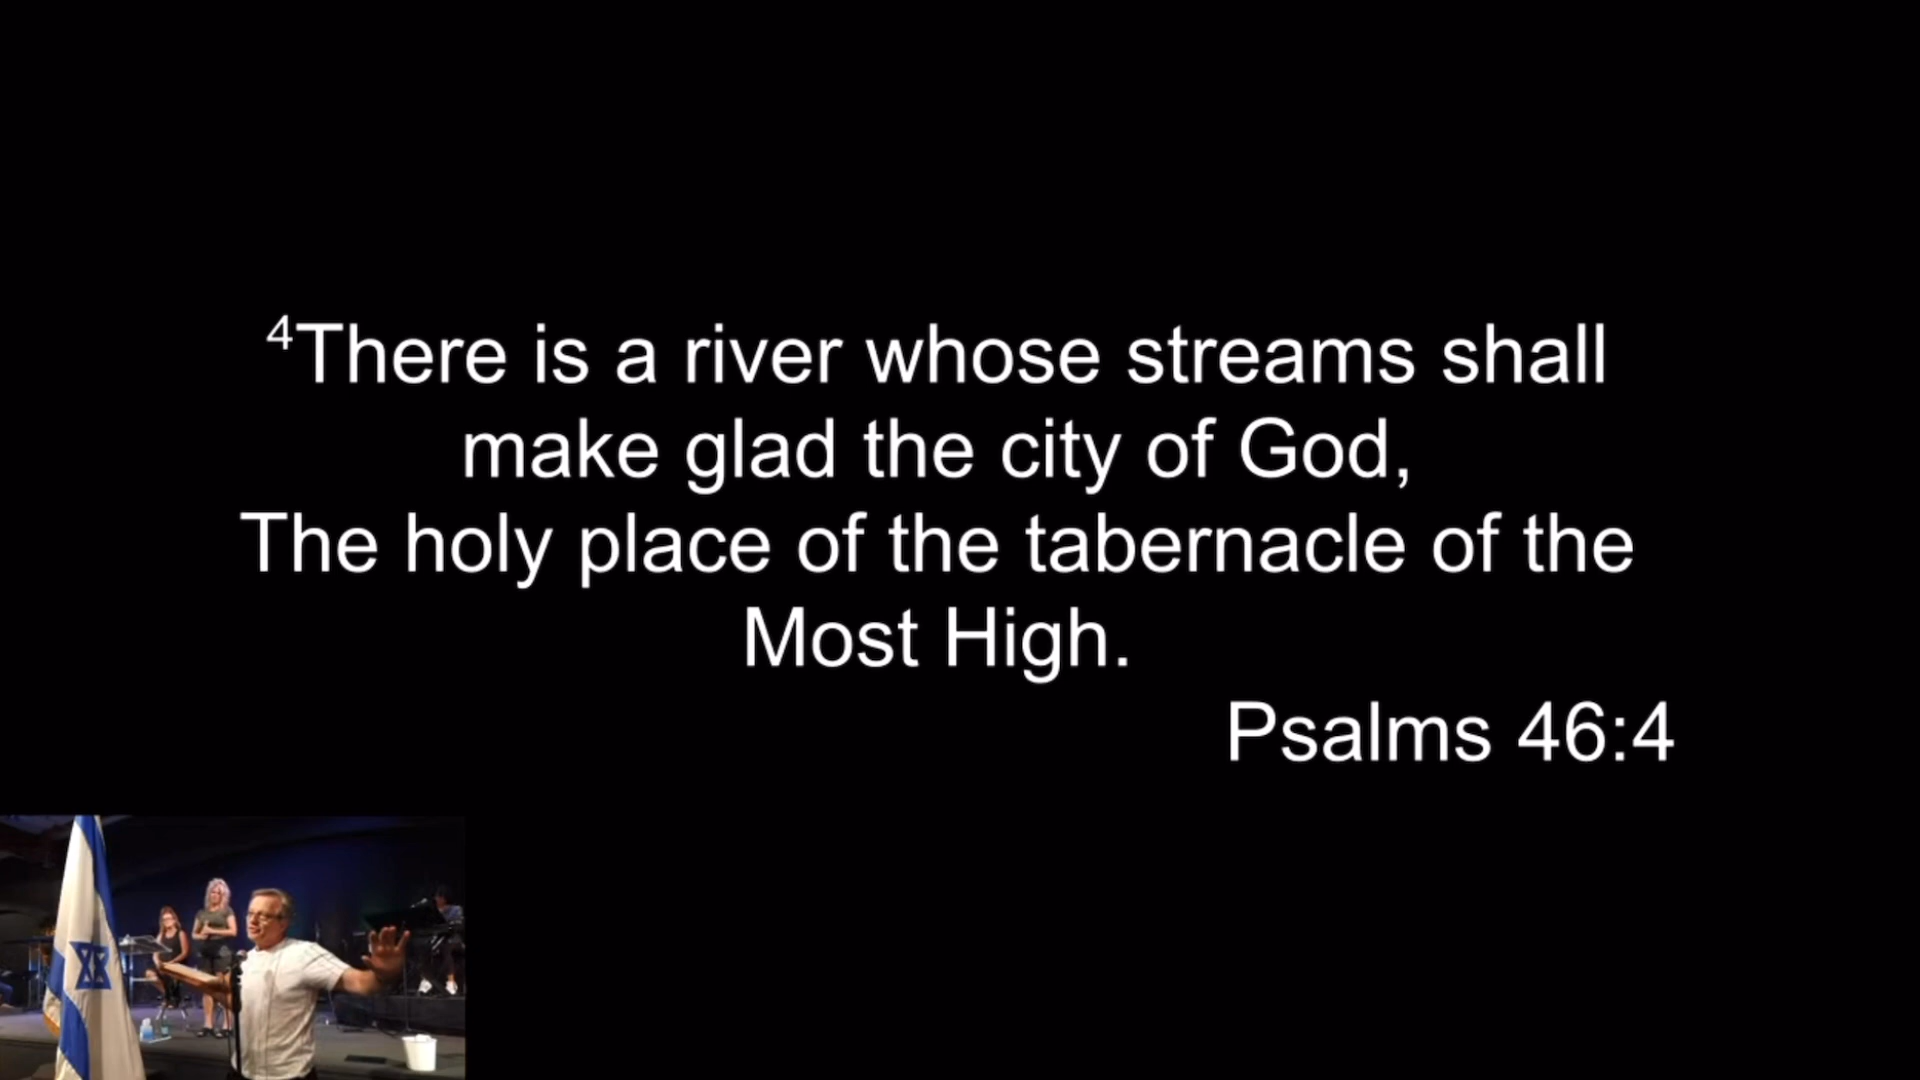 ⁴There is a river whose streams shall
make glad the city of God,
The holy place of the tabernacle of the
Most High.
Psalms 46:4